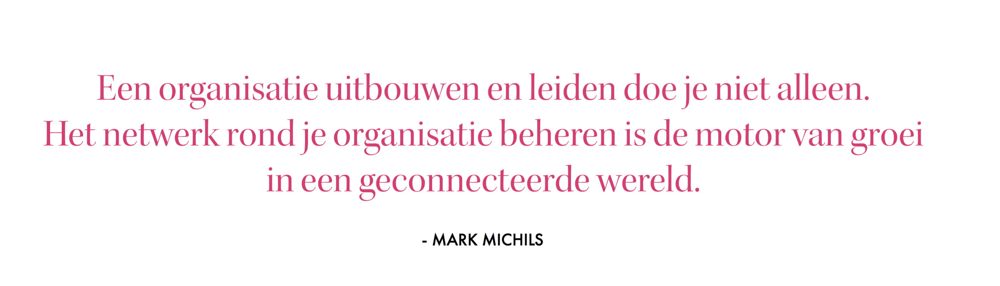 Een organisatie uitbouwen en leiden doe je niet alleen.
Het netwerk rond je organisatie beheren is de motor van groei
in een geconnecteerde wereld.
- MARK MICHILS